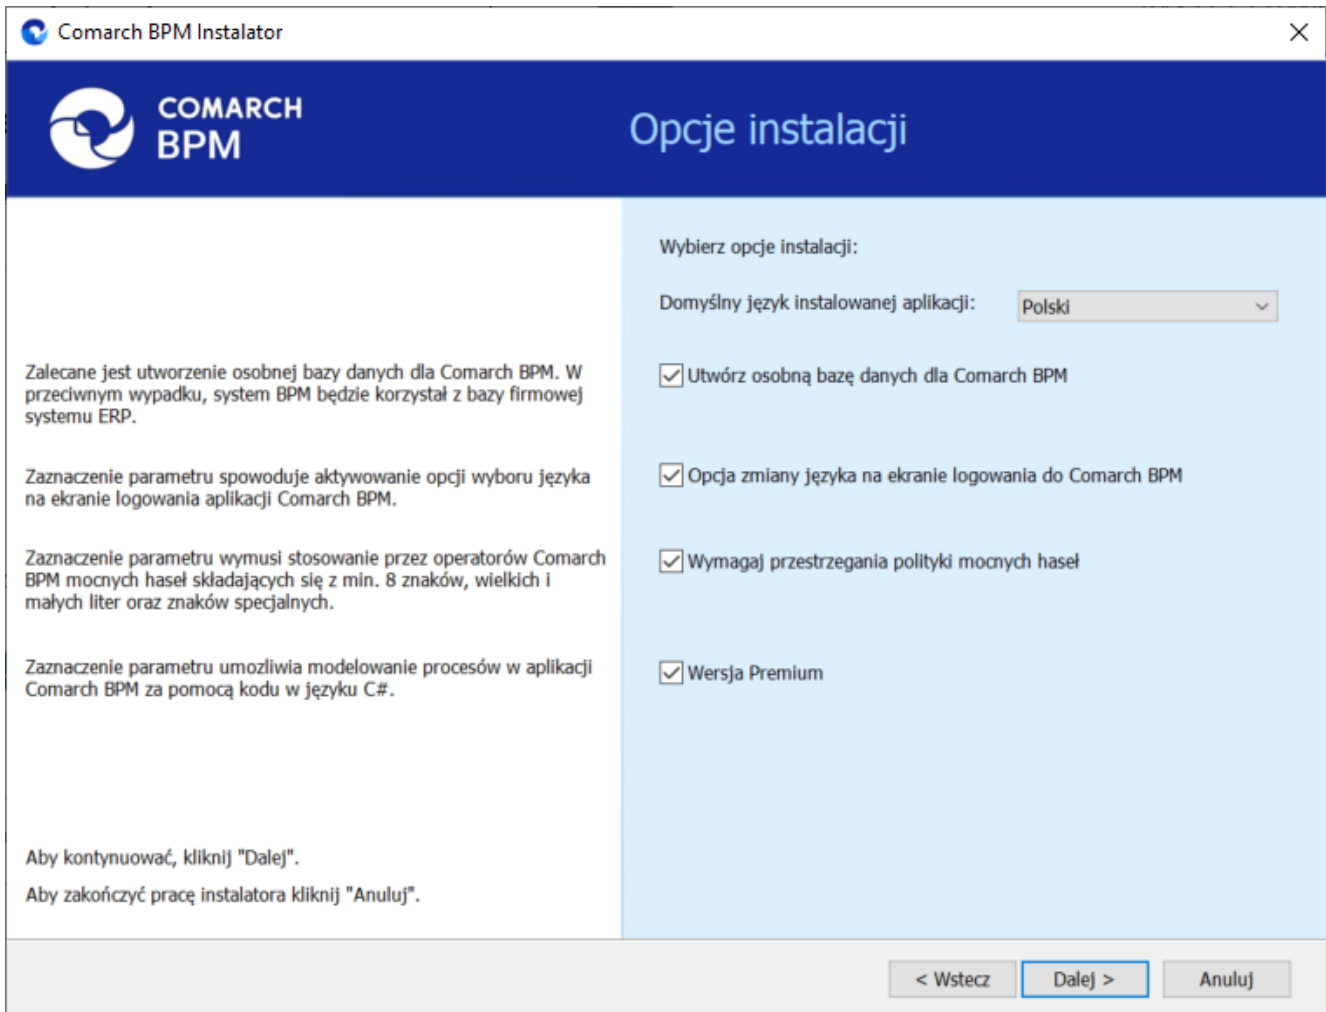 Comarch BPM Instalator
COMARCH
BPM
Opcje instalacji
Wybierz opcje instalacji:
Domyślny język instalowanej aplikacji:
Polski
Zalecane jest utworzenie osobnej bazy danych dla Comarch BPM. W
przeciwnym wypadku, system BPM będzie korzystał z bazy firmowej
systemu ERP.
Utwórz osobną bazę danych dla Comarch BPM
Zaznaczenie parametru spowoduje aktywowanie opcji wyboru języka
na ekranie logowania aplikacji Comarch BPM.
Opcja zmiany języka na ekranie logowania do Comarch BPM
Zaznaczenie parametru wymusi stosowanie przez operatorów Comarch
BPM mocnych haseł składających się z min. 8 znaków, wielkich i
małych liter oraz znaków specjalnych.
Wymagaj przestrzegania polityki mocnych haseł
Zaznaczenie parametru umozliwia modelowanie procesów w aplikacji
Comarch BPM za pomocą kodu w języku C#.
Wersja Premium
Aby kontynuować, kliknij "Dalej".
Aby zakończyć pracę instalatora kliknij "Anuluj".
< Wstecz
Dalej >
Anuluj